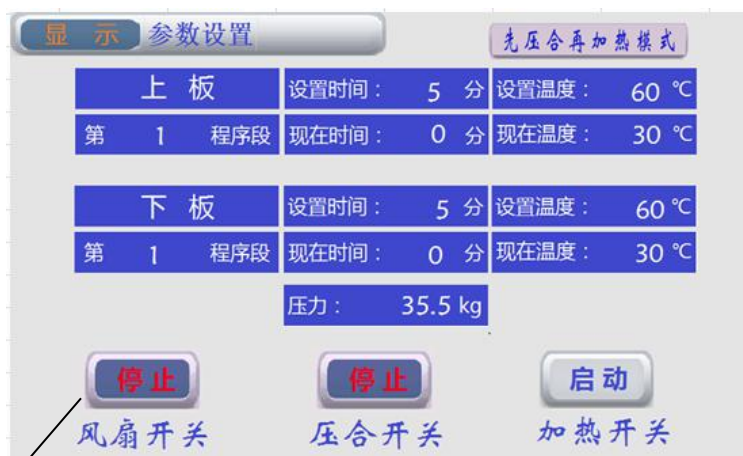 显示 参数设置 先压合再加热模式
上板 设置时间： 5 分 设置温度： 60 ℃
第 1 程序段 现在时间： 0 分 现在温度： 30 ℃
下板 设置时间： 5 分 设置温度： 60 ℃
第 1 程序段 现在时间： 0 分 现在温度： 30 ℃
压力： 35.5 kg
停止 停止 启动
风扇开关 压合开关 加热开关